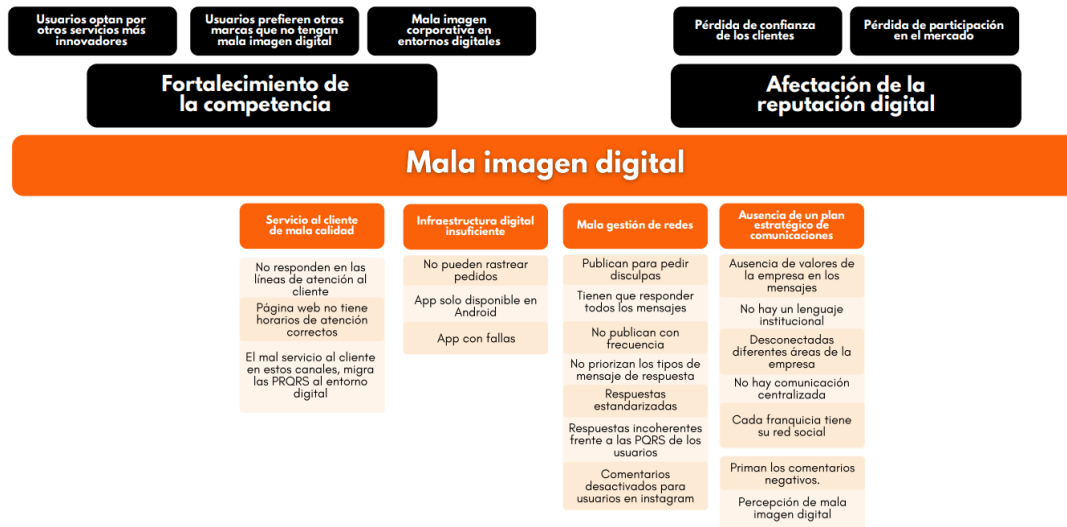 Usuarios optan por
otros servicios más
innovadores
Usuarios prefieren otras
marcas que no tengan
mala imagen digital
Mala imagen
corporativa en
entornos digitales
Pérdida de confianza
de los clientes
Pérdida de participación
en el mercado
Fortalecimiento de
la competencia
Afectación de la
reputación digital
Mala imagen digital
Servicio al cliente
de mala calidad
No responden en las
líneas de atención al
cliente
Página web no tiene
horarios de atención
correctos
El mal servicio al cliente
en estos canales, migra
las PRQRS al entorno
digital
Infraestructura digital
insuficiente
No pueden rastrear
pedidos
App solo disponible en
Android
App con fallas
Mala gestión de redes
Publican para pedir
disculpas
Tienen que responder
todos los mensajes
No publican con
frecuencia
No priorizan los tipos de
mensaje de respuesta
Respuestas
estandarizadas
Respuestas incoherentes
frente a las PQRS de los
usuarios
Comentarios
desactivados para
usuarios en instagram
Ausencia de un plan
estratégico de
comunicaciones
Ausencia de valores de
la empresa en los
mensajes
No hay un lenguaje
institucional
Desconectadas
diferentes áreas de la
empresa
No hay comunicación
centralizada
Cada franquicia tiene
su red social
Priman los comentarios
negativos.
Percepción de mala
imagen digital